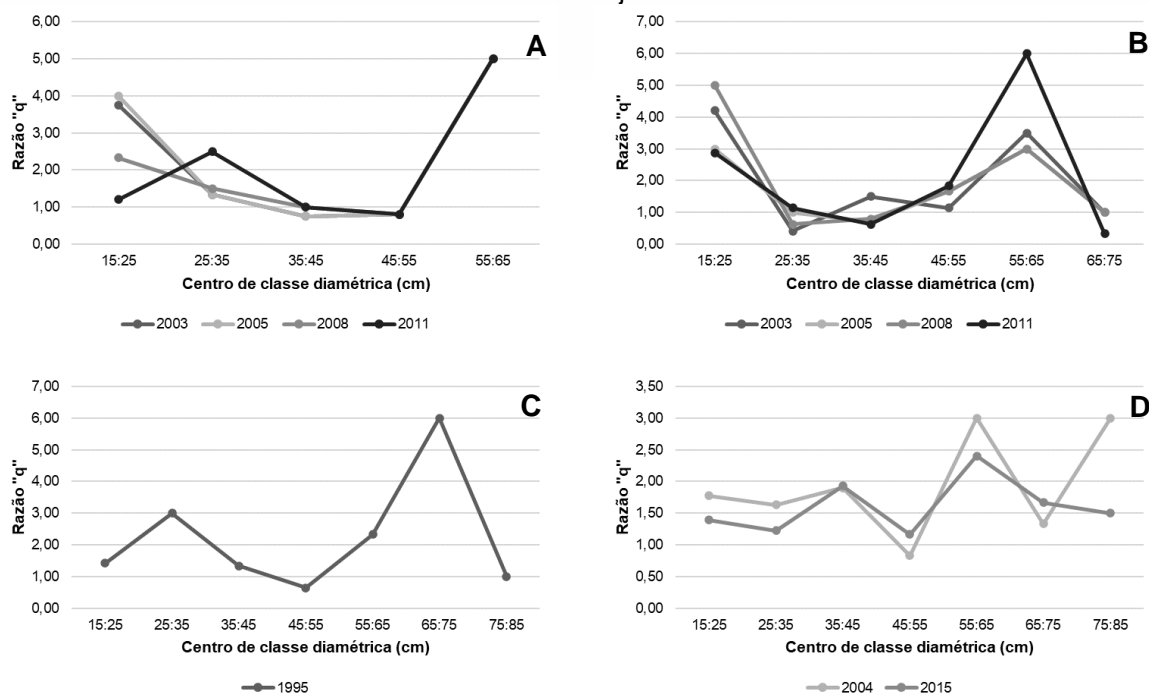 A
6,00
5,00
4,00
3,00
2,00
1,00
0,00
Razão "q"
15:25 25:35 35:45 45:55 55:65
Centro de classe diamétrica (cm)
2003 2005 2008 2011
B
7,00
6,00
5,00
4,00
3,00
2,00
1,00
0,00
Razão "q"
15:25 25:35 35:45 45:55 55:65 65:75
Centro de classe diamétrica (cm)
2003 2005 2008 2011
C
7,00
6,00
5,00
4,00
3,00
2,00
1,00
0,00
Razão "q"
15:25 25:35 35:45 45:55 55:65 65:75 75:85
Centro de classe diamétrica (cm)
1995
D
3,50
3,00
2,50
2,00
1,50
1,00
0,50
0,00
Razão "q"
15:25 25:35 35:45 45:55 55:65 65:75 75:85
Centro de classe diamétrica (cm)
2004 2015